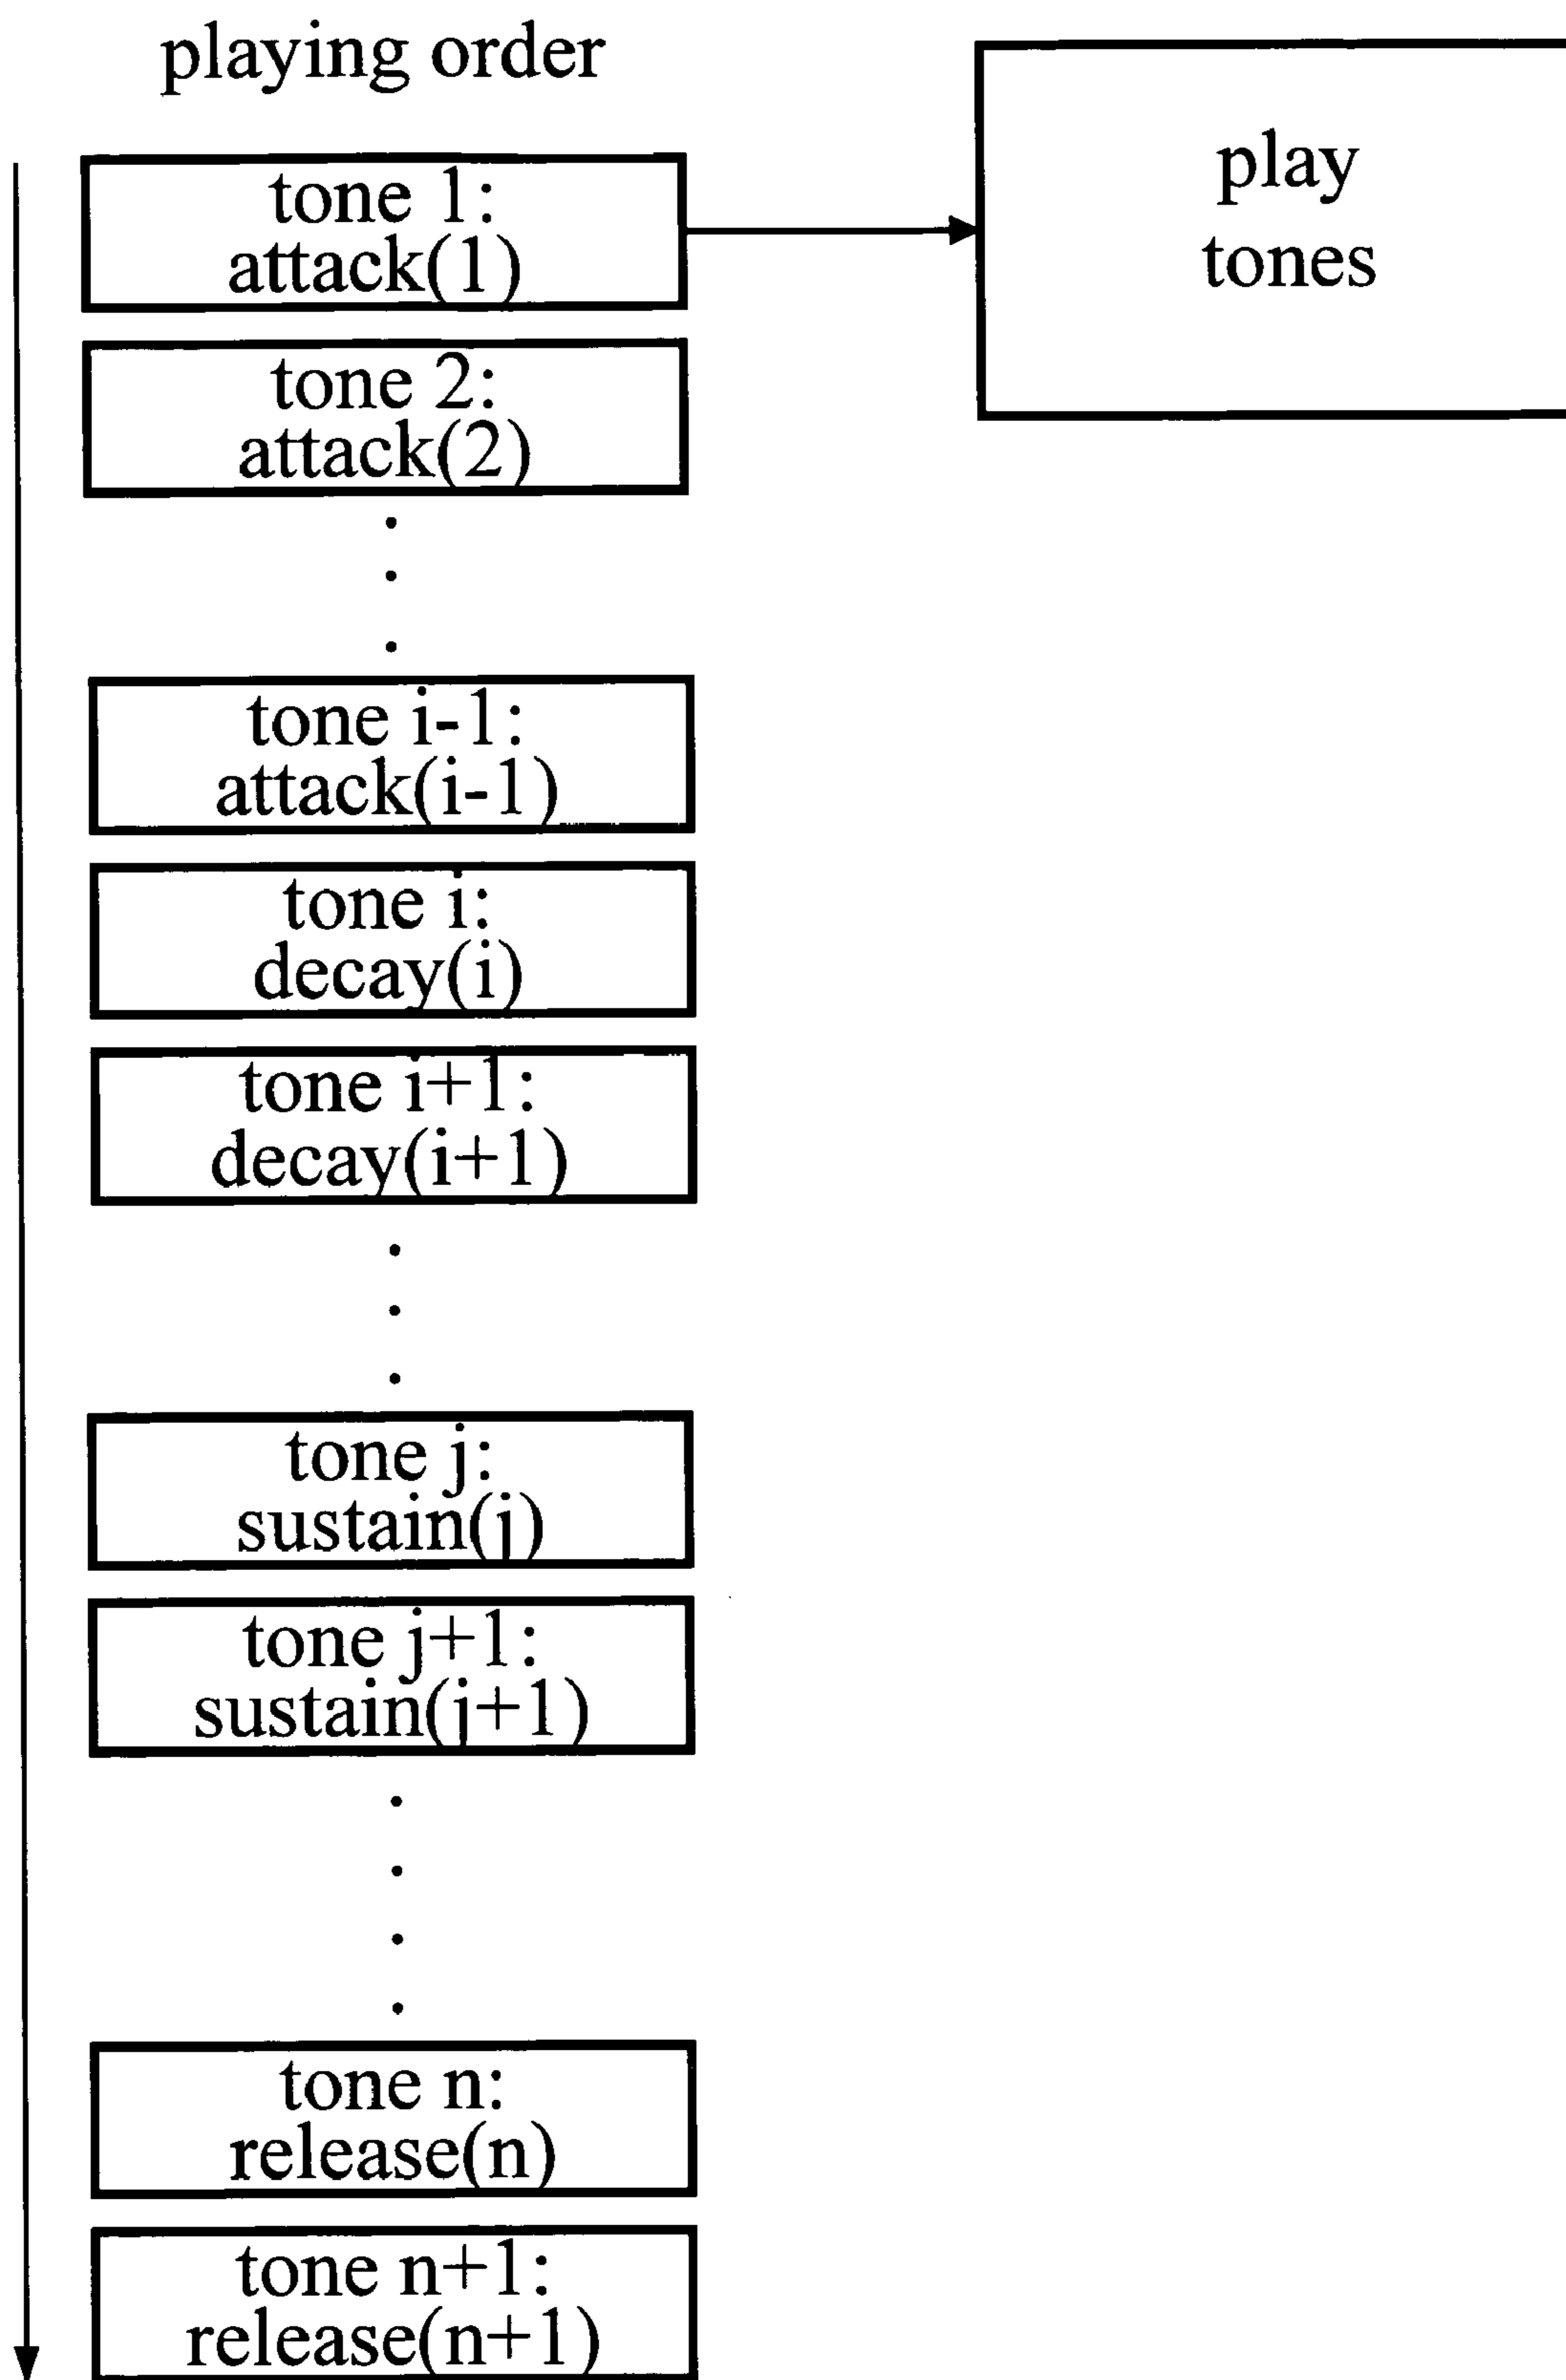 playing order
tone 1:
attack(1)
play
tones
tone 2:
attack(2)
tone i-1:
attack(i-1)
tone i:
decay(i)
tone i+1:
decay(i+1)
tone j:
sustain(j)
tone j+1:
sustain(j+1)
tone n:
release(n)
tone n+1:
release(n+1)